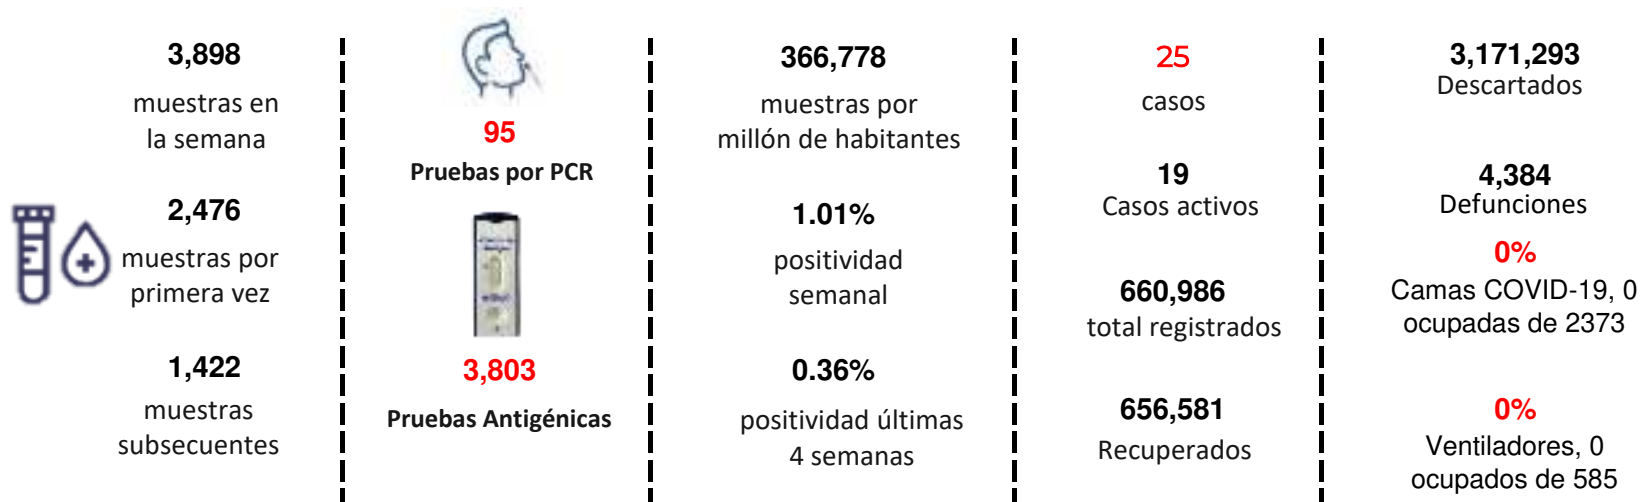 3,898
muestras en
la semana
2,476
muestras por
primera vez
1,422
muestras
subsecuentes
95
Pruebas por PCR
3,803
Pruebas Antigénicas
366,778
muestras por
millón de habitantes
1.01%
positividad
semanal
0.36%
positividad últimas
4 semanas
25
casos
19
Casos activos
660,986
total registrados
656,581
Recuperados
3,171,293
Descartados
4,384
Defunciones
0%
Camas COVID-19, 0
ocupadas de 2373
0%
Ventiladores, 0
ocupados de 585